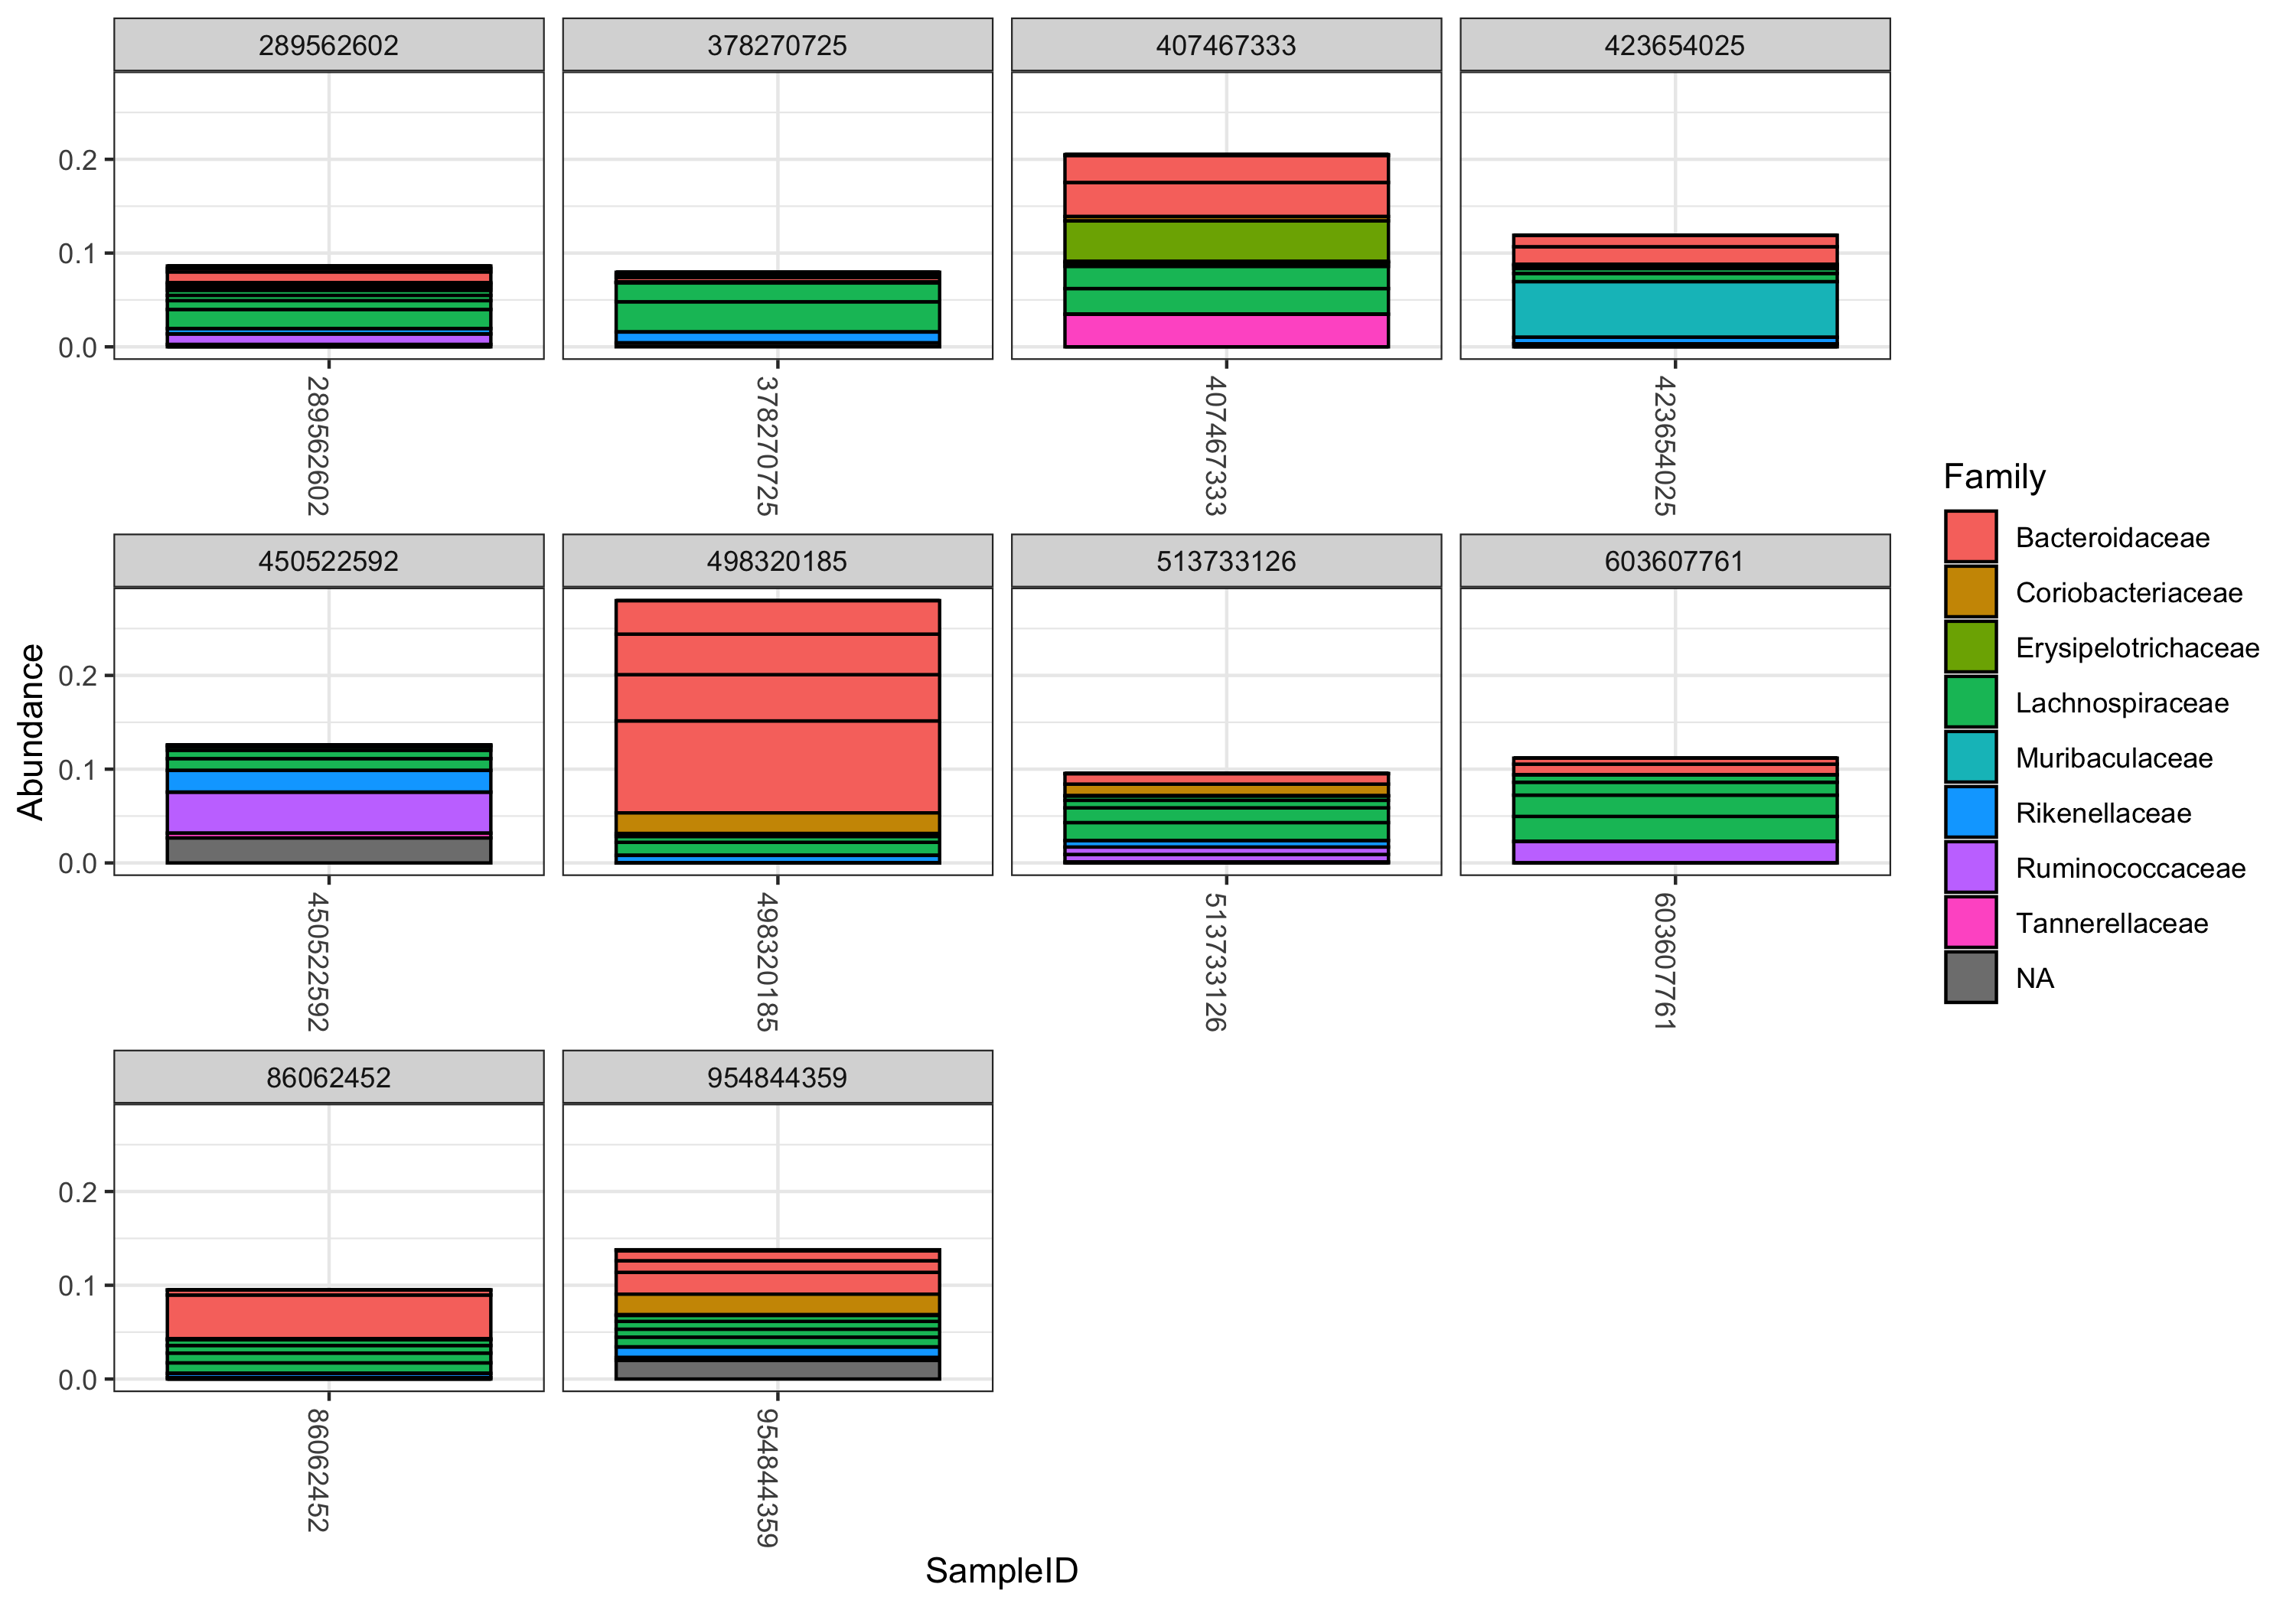 289562602
378270725
407467333
423654025
0.2
0.1
0.0
289562602
378270725
407467333
423654025
450522592
498320185
513733126
603607761
Abundance
0.2
0.1
0.0
450522592
498320185
513733126
603607761
86062452
954844359
0.2
0.1
0.0
86062452
954844359
SampleID
Family
Bacteroidaceae
Coriobacteriaceae
Erysipelotrichaceae
Lachnospiraceae
Muribaculaceae
Rikenellaceae
Ruminococcaceae
Tannerellaceae
NA